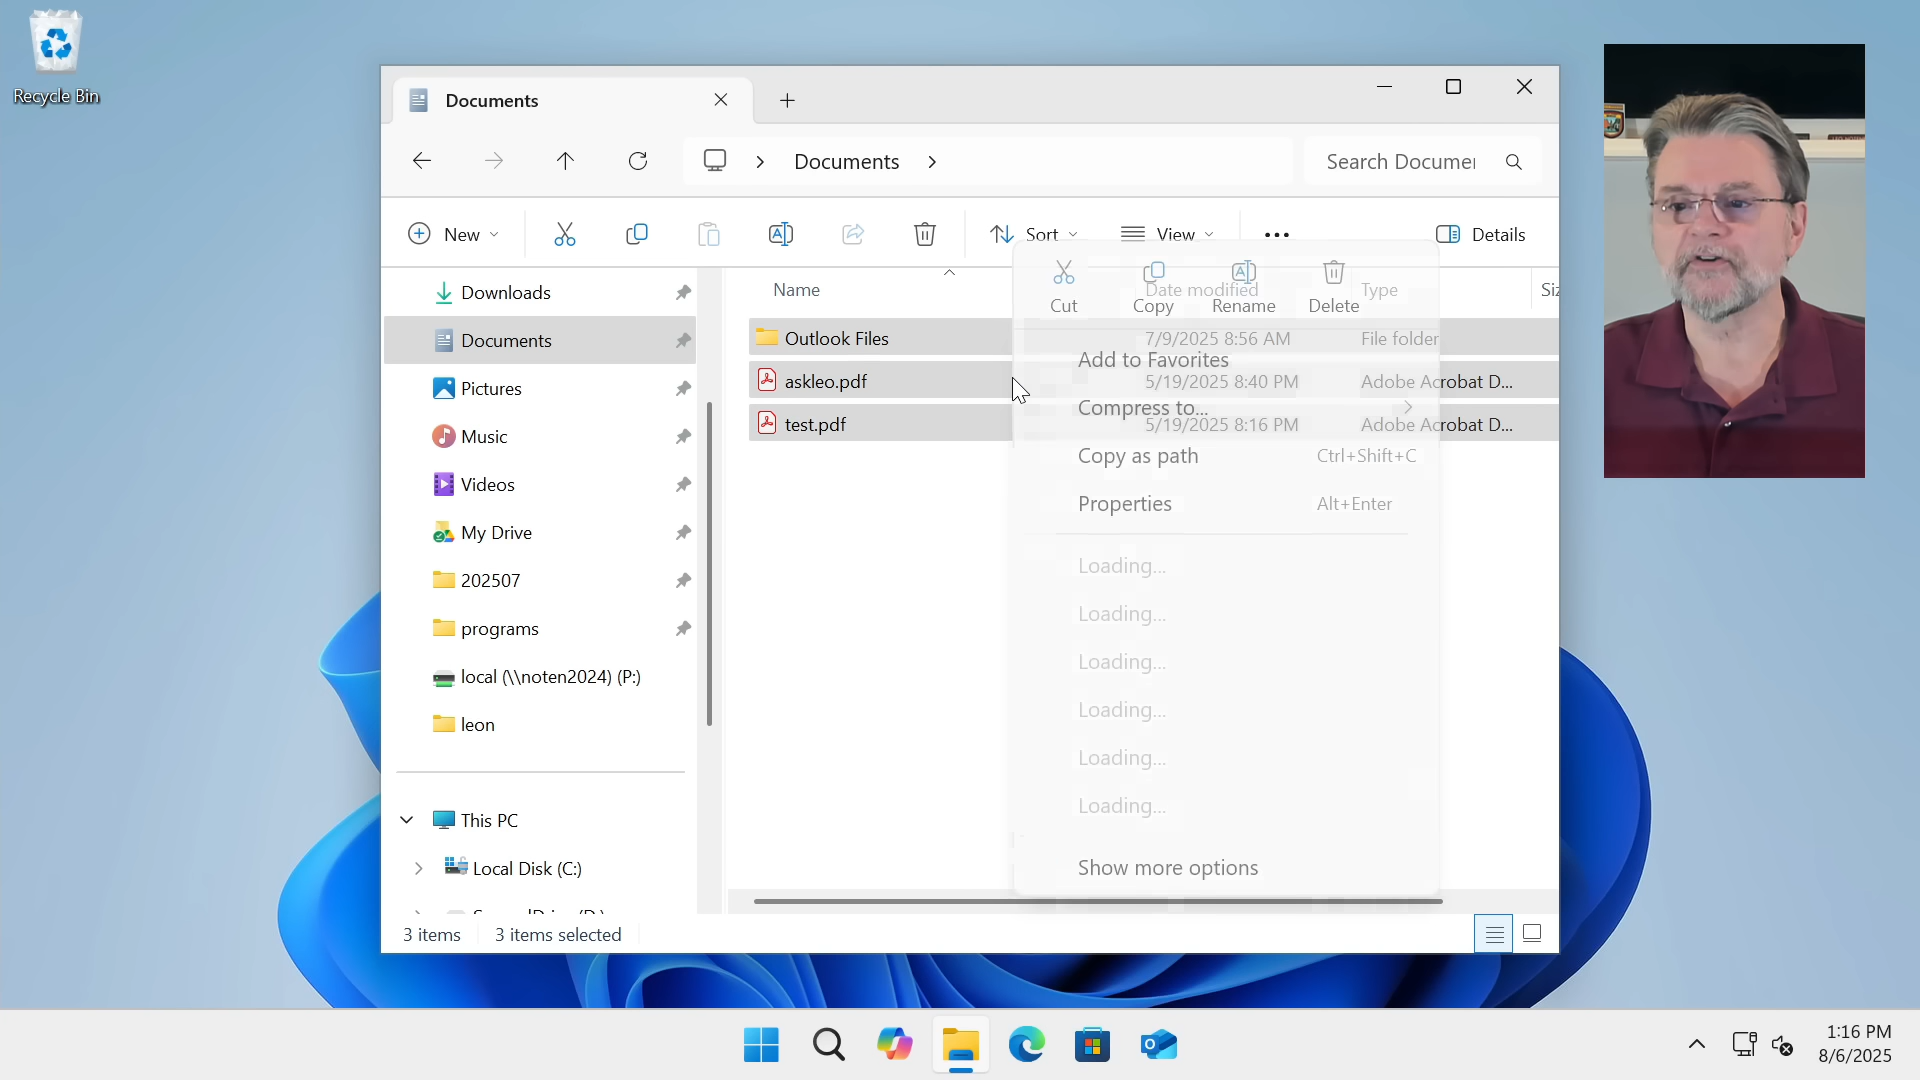 Recycle Bin
Documents
Documents
Search Documer
New
Sort
View
Details
Downloads
Documents
Pictures
Music
Videos
My Drive
202507
programs
local (\\noten2024) (P:)
leon
This PC
Local Disk (C:)
Name
Date modified
Type
Siz
Outlook Files
7/9/2025 8:56 AM
File folder
askleo.pdf
5/19/2025 8:40 PM
Adobe Acrobat D...
test.pdf
5/19/2025 8:16 PM
Adobe Acrobat D...
Cut
Copy
Rename
Delete
Add to Favorites
Compress to...
Copy as path
Ctrl+Shift+C
Properties
Alt+Enter
Loading...
Loading...
Loading...
Loading...
Loading...
Loading...
Show more options
3 items
3 items selected
1:16 PM
8/6/2025